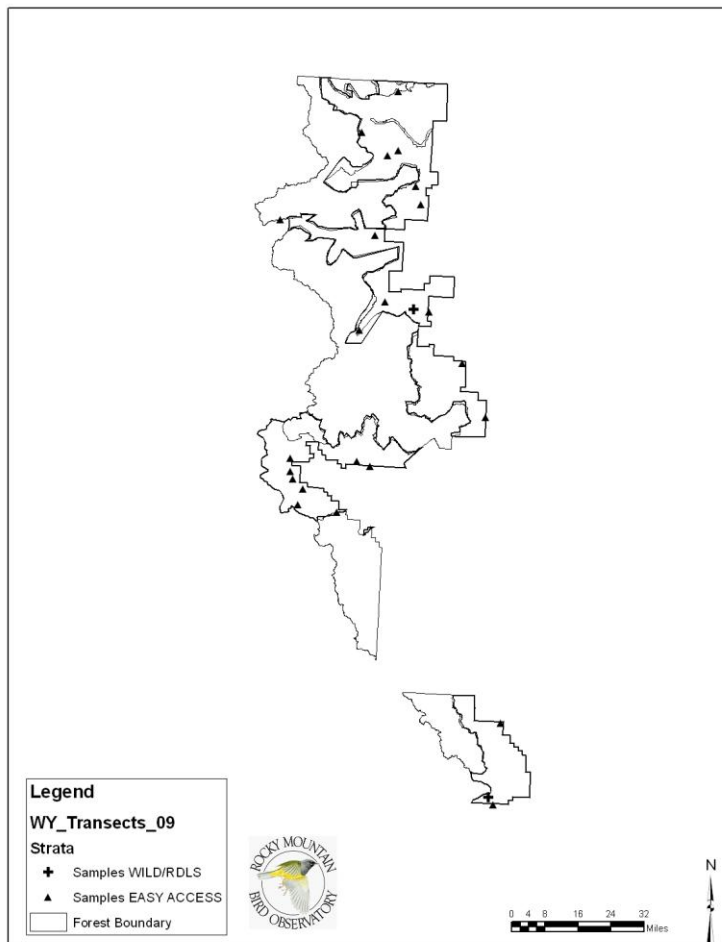 Legend
WY_Transects_09
Strata
Samples WILD/RDLS
Samples EASY ACCESS
Forest Boundary
ROCKY MOUNTAIN
BIRD OBSERVATORY
N
0 4 8 16 24 32
Miles